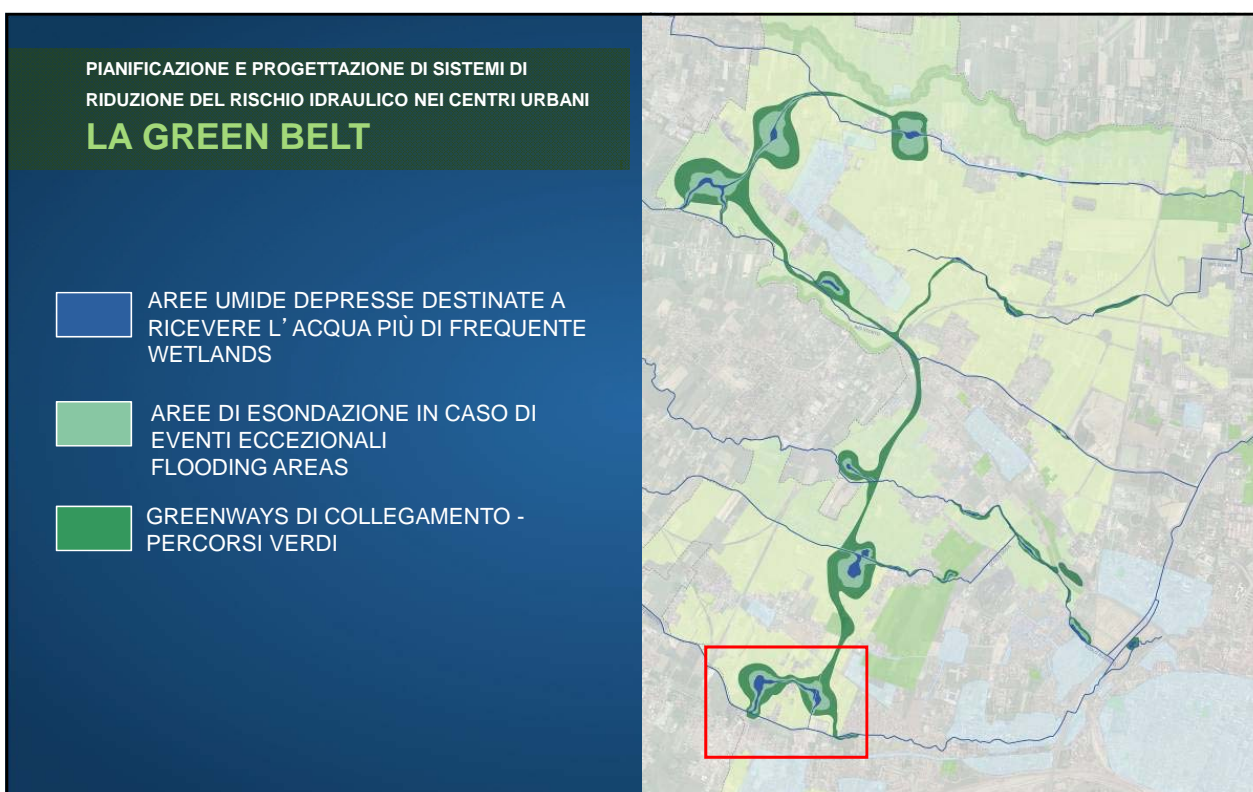 PIANIFICAZIONE E PROGETTAZIONE DI SISTEMI DI
RIDUZIONE DEL RISCHIO IDRAULICO NEI CENTRI URBANI
LA GREEN BELT
AREE UMIDE DEPRESSE DESTINATE A
RICEVERE L’ACQUA PIÙ DI FREQUENTE
WETLANDS
AREE DI ESONDAZIONE IN CASO DI
EVENTI ECCEZIONALI
FLOODING AREAS
GREENWAYS DI COLLEGAMENTO -
PERCORSI VERDI